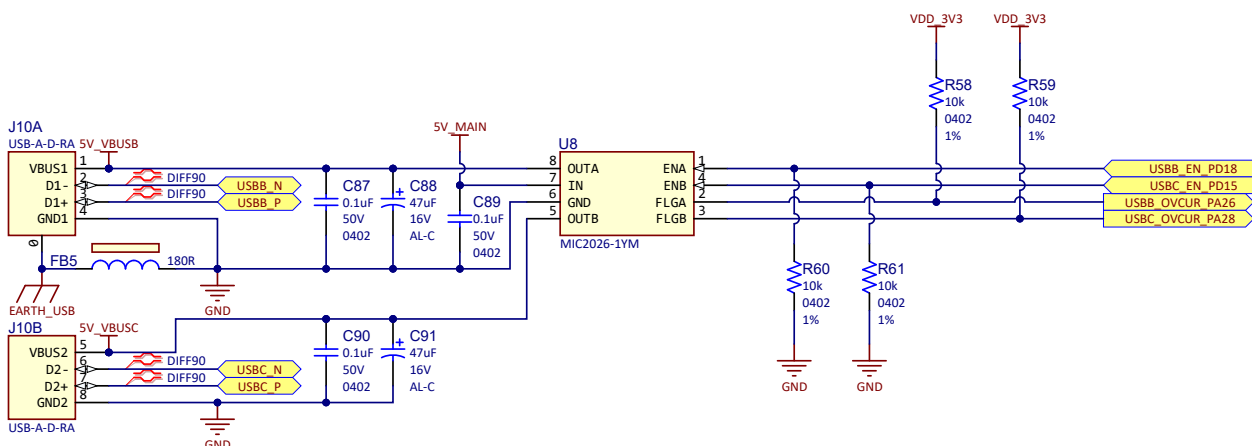 VDD_3V3
VDD_3V3
R58
10k
0402
1%
R59
10k
0402
1%
J10A
USB-A-D-RA
5V_VBUSB
VBUS1
1
D1-
2
D1+
3
GND1
4
0
DIFF90
DIFF90
USBB_N
USBB_P
C87
0.1uF
50V
0402
+
C88
47uF
16V
AL-C
5V_MAIN
C89
0.1uF
50V
0402
U8
8
OUTA
7
IN
6
GND
5
OUTB
ENA
1
ENB
4
FLGA
2
FLGB
3
MIC2026-1YM
USBB_EN_PD18
USBC_EN_PD15
USBB_OVCUR_PA26
USBC_OVCUR_PA28
FB5
180R
EARTH_USB
GND
R60
10k
0402
1%
R61
10k
0402
1%
GND
GND
J10B
5V_VBUSC
VBUS2
5
D2-
6
D2+
7
GND2
8
USB-A-D-RA
DIFF90
DIFF90
USBC_N
USBC_P
C90
0.1uF
50V
0402
+
C91
47uF
16V
AL-C
GND